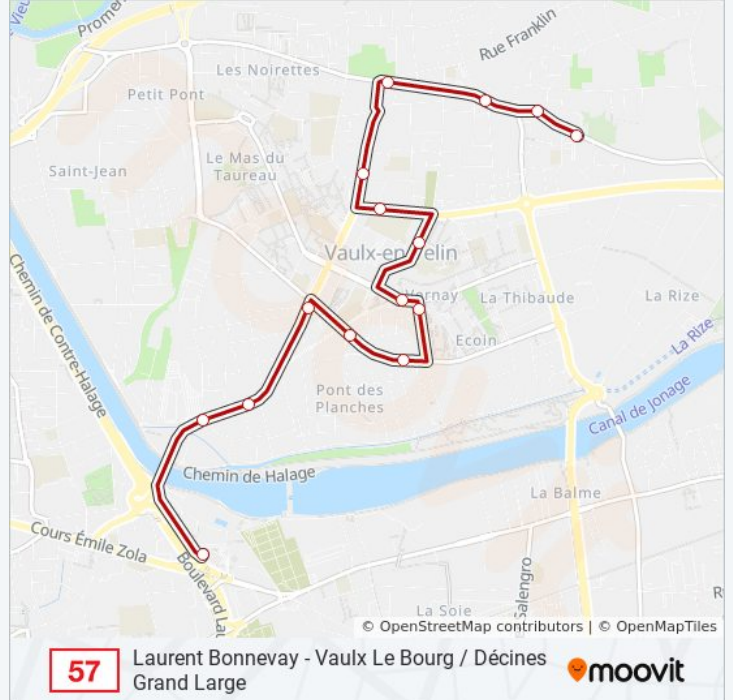 Promen
Rue Franklin
Les Noirettes
Petit Pont
Saint-Jean
Le Mas du
Taureau
Vaulx-en-Velin
Chemin de Contre-Halage
Vernay
La Thibaude
La Rize
La Rize
Ecoin
Pont des
Planches
Canal de Jonage
Chemin de Halage
La Balme
Cours Émile Zola
Boulevard Lau
Salengro
La Soie
R
© OpenStreetMap contributors | © OpenMapTiles
57
Laurent Bonnevay - Vaulx Le Bourg / Décines
Grand Large
moovit